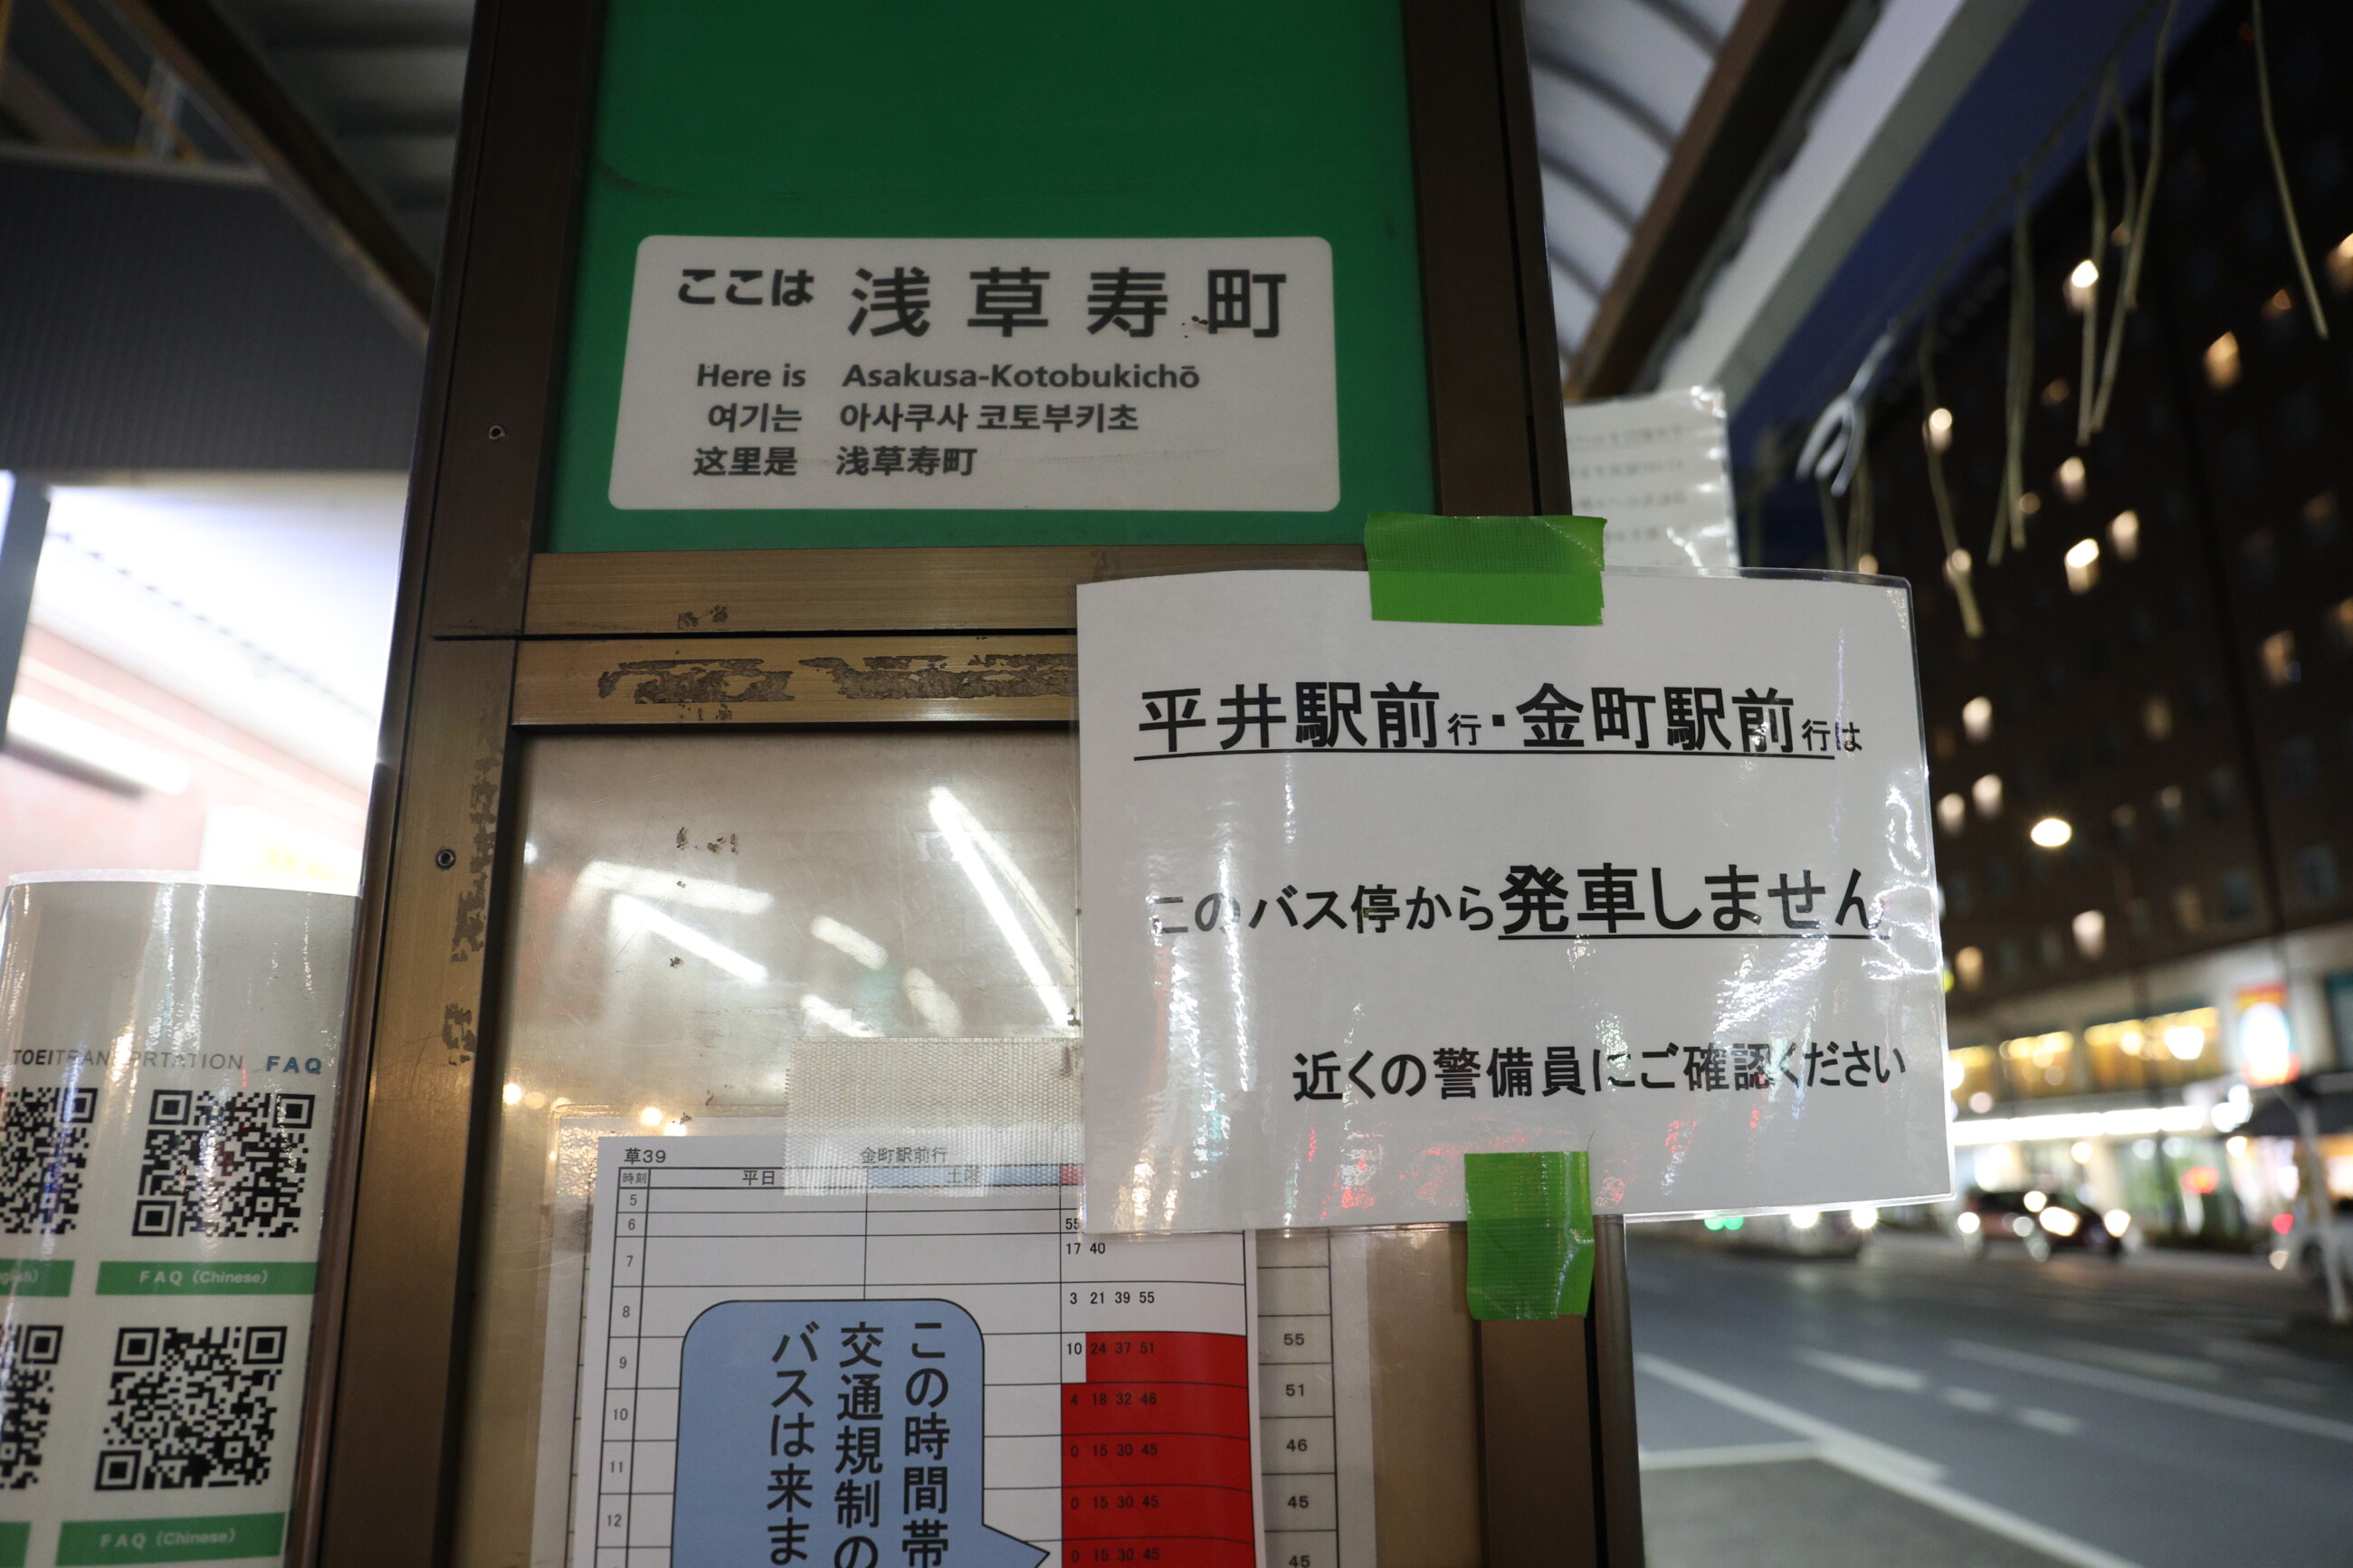 ここは 浅草寿町
Here is Asakusa-Kotobukichō
여기는 아사쿠사 코토부키초
这里是 浅草寿町
平井駅前行・金町駅前行は
このバス停から発車しません
近くの警備員にご確認ください
TOEITRAN PORTATION FAQ
FAQ (Chinese)
FAQ (Chinese)
草39 金町駅前行
時刻 平日 土曜
5
6 55
7 17 40
8 3 21 39 55
9 10 24 37 51
10 4 18 32 46
11 0 15 30 45
12 0 15 30 45
0 15 30 45
この時間帯
交通規制の
バスは来ま
55
51
46
45
45